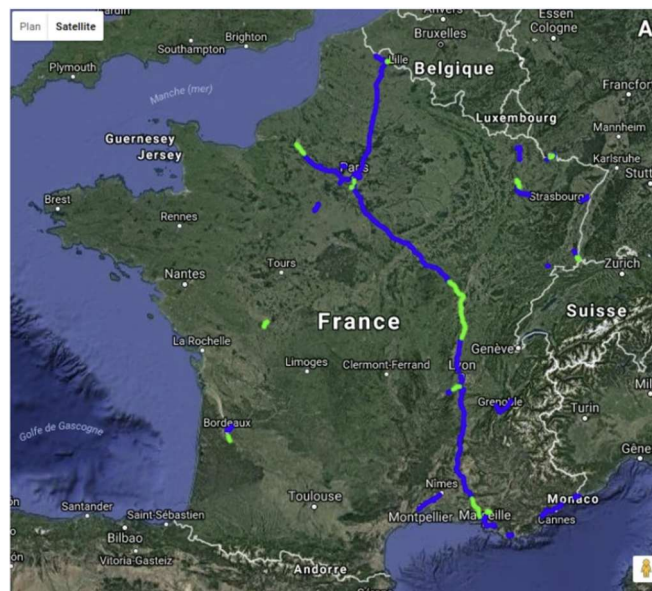 Plan Satellite
Brighton
Southampton
Plymouth
Bruxelles
Essen
Cologne
Lille
Belgique
Manche (mer)
Francfort
Luxembourg
Guernesey
Jersey
Mannheim
Paris
Karlsruhe
Stutt
Brest
Rennes
Strasbourg
Tours
Zurich
Nantes
France
Suisse
La Rochelle
Genève
Limoges
Clermont-Ferrand
Lyon
Mil
Grenoble
Turin
Bordeaux
Golfe de Gascogne
Gêne
Nîmes
Toulouse
Monaco
Santander
Saint-Sébastien
Montpellier
Marseille
Cannes
Bilbao
Vitoria-Gasteiz
Andorre